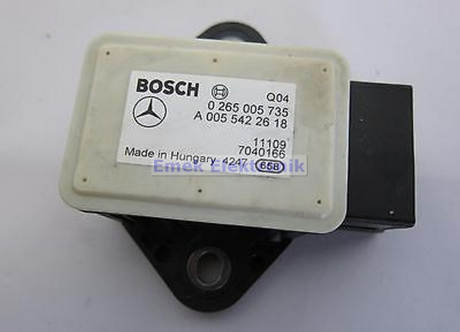 BOSCH
Q04
0 265 005 735
A 005 542 26 18
11109
7040166
Made in Hungary 4247 658
Emek Elektronik